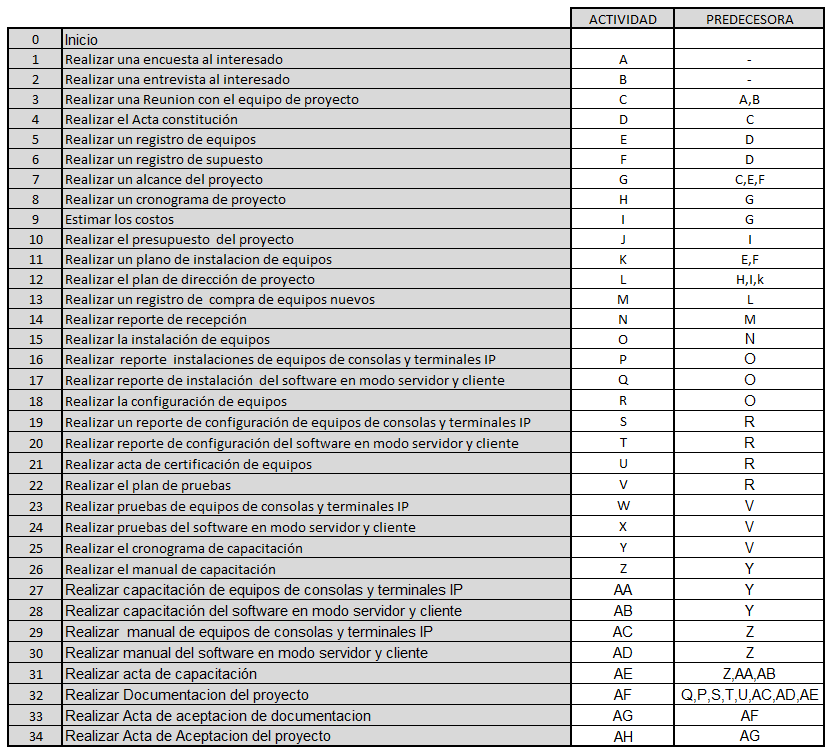 ACTIVIDAD PREDECESORA
0 Inicio
1 Realizar una encuesta al interesado A -
2 Realizar una entrevista al interesado B -
3 Realizar una Reunion con el equipo de proyecto C A,B
4 Realizar el Acta constitución D C
5 Realizar un registro de equipos E D
6 Realizar un registro de supuesto F D
7 Realizar un alcance del proyecto G C,E,F
8 Realizar un cronograma de proyecto H G
9 Estimar los costos I G
10 Realizar el presupuesto del proyecto J I
11 Realizar un plano de instalacion de equipos K E,F
12 Realizar el plan de dirección de proyecto L H,I,k
13 Realizar un registro de compra de equipos nuevos M L
14 Realizar reporte de recepción N M
15 Realizar la instalación de equipos O N
16 Realizar reporte instalaciones de equipos de consolas y terminales IP P O
17 Realizar reporte de instalación del software en modo servidor y cliente Q O
18 Realizar la configuración de equipos R O
19 Realizar un reporte de configuración de equipos de consolas y terminales IP S R
20 Realizar reporte de configuración del software en modo servidor y cliente T R
21 Realizar acta de certificación de equipos U R
22 Realizar el plan de pruebas V R
23 Realizar pruebas de equipos de consolas y terminales IP W V
24 Realizar pruebas del software en modo servidor y cliente X V
25 Realizar el cronograma de capacitación Y V
26 Realizar el manual de capacitación Z Y
27 Realizar capacitación de equipos de consolas y terminales IP AA Y
28 Realizar capacitación del software en modo servidor y cliente AB Y
29 Realizar manual de equipos de consolas y terminales IP AC Z
30 Realizar manual del software en modo servidor y cliente AD Z
31 Realizar acta de capacitación AE Z,AA,AB
32 Realizar Documentacion del proyecto AF Q,P,S,T,U,AC,AD,AE
33 Realizar Acta de aceptacion de documentacion AG AF
34 Realizar Acta de Aceptacion del proyecto AH AG